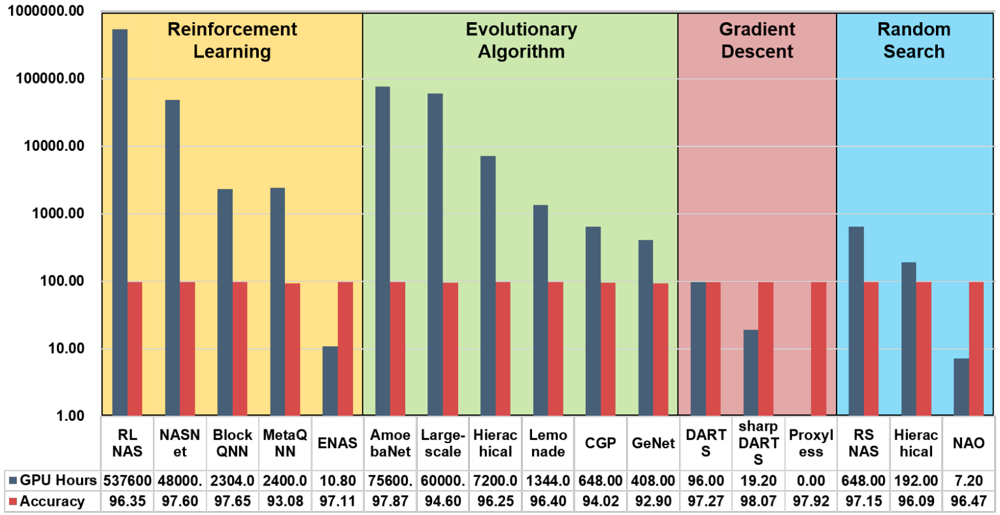 1000000.00
100000.00
10000.00
1000.00
100.00
10.00
1.00
Reinforcement
Learning
Evolutionary
Algorithm
Gradient
Descent
Random
Search
RL
NAS
NASN
et
Block
QNN
MetaQ
NN
ENAS
Amoe
baNet
Large-
scale
Hierac
hical
Lemo
nade
CGP
GeNet
DART
S
sharp
DART
S
Proxyl
ess
RS
NAS
Hierac
hical
NAO
GPU Hours 537600 48000. 2304.0 2400.0 10.80 75600. 60000. 7200.0 1344.0 648.00 408.00 96.00 19.20 0.00 648.00 192.00 7.20
Accuracy 96.35 97.60 97.65 93.08 97.11 97.87 94.60 96.25 96.40 94.02 92.90 97.27 98.07 97.92 97.15 96.09 96.47